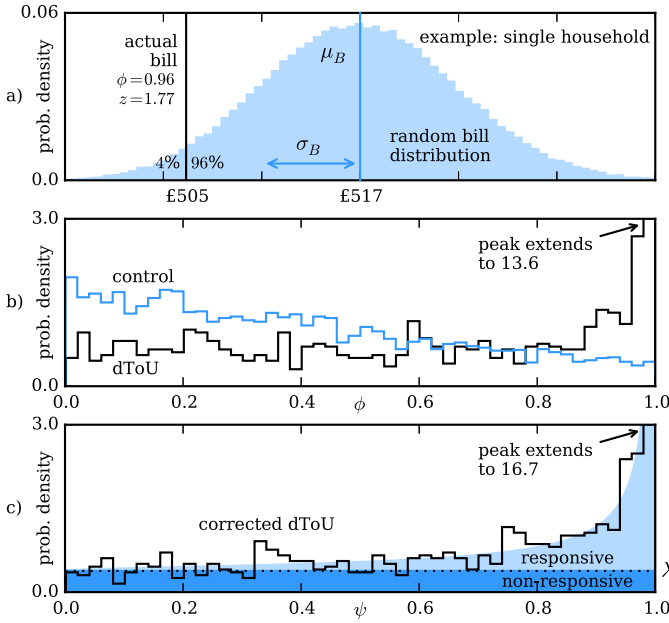 a)
prob. density
0.06
0.0
actual
bill
ϕ=0.96
z=1.77
4% 96%
μ_B
σ_B
example: single household
random bill
distribution
£505 £517
b)
prob. density
3.0
0.0
control
dToU
peak extends
to 13.6
0.0 0.2 0.4 0.6 0.8 1.0
ϕ
c)
prob. density
3.0
0.0
corrected dToU
peak extends
to 16.7
responsive
non-responsive
0.0 0.2 0.4 0.6 0.8 1.0
ψ